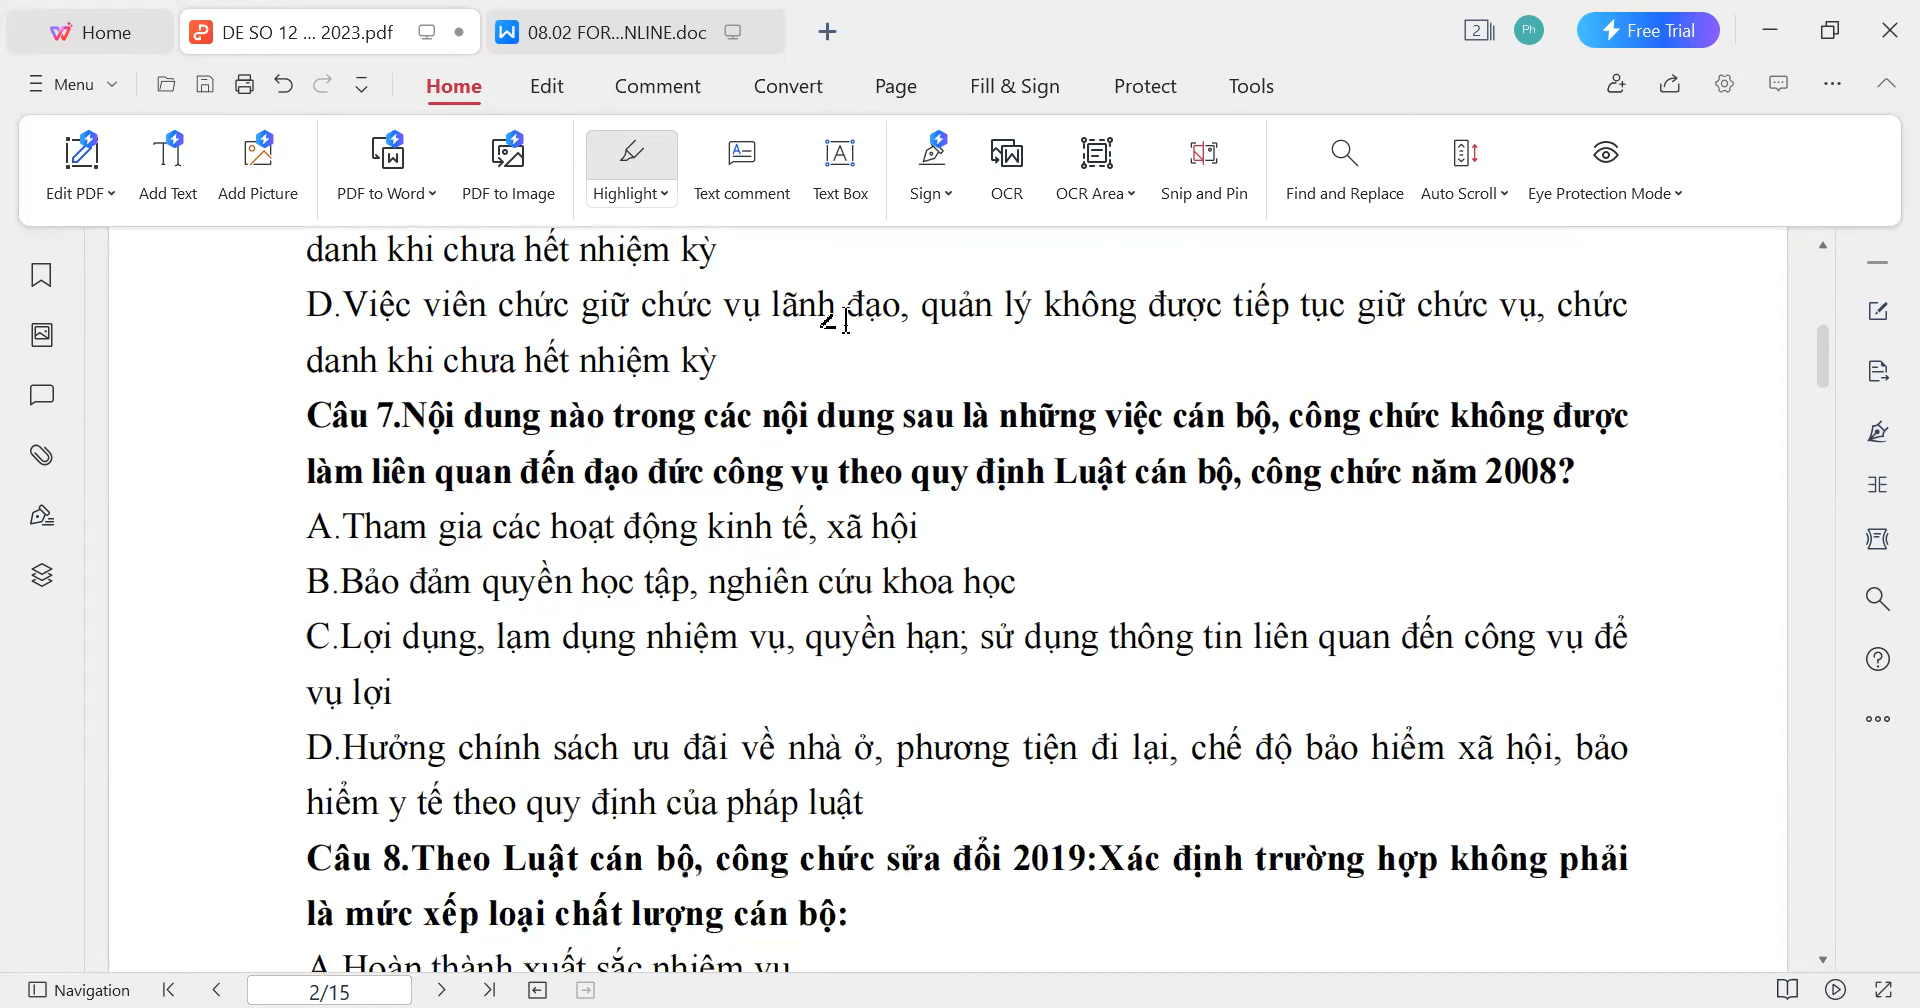 Home
DE SO 12 ... 2023.pdf
08.02 FOR...NLINE.doc
2
Ph
Free Trial
Menu
Home
Edit
Comment
Convert
Page
Fill & Sign
Protect
Tools
Edit PDF
Add Text
Add Picture
PDF to Word
PDF to Image
Highlight
Text comment
Text Box
Sign
OCR
OCR Area
Snip and Pin
Find and Replace
Auto Scroll
Eye Protection Mode
danh khi chưa hết nhiệm kỳ
D.Việc viên chức giữ chức vụ lãnh đạo, quản lý không được tiếp tục giữ chức vụ, chức
danh khi chưa hết nhiệm kỳ
Câu 7.Nội dung nào trong các nội dung sau là những việc cán bộ, công chức không được
làm liên quan đến đạo đức công vụ theo quy định Luật cán bộ, công chức năm 2008?
A.Tham gia các hoạt động kinh tế, xã hội
B.Bảo đảm quyền học tập, nghiên cứu khoa học
C.Lợi dụng, lạm dụng nhiệm vụ, quyền hạn; sử dụng thông tin liên quan đến công vụ để
vụ lợi
D.Hưởng chính sách ưu đãi về nhà ở, phương tiện đi lại, chế độ bảo hiểm xã hội, bảo
hiểm y tế theo quy định của pháp luật
Câu 8.Theo Luật cán bộ, công chức sửa đổi 2019:Xác định trường hợp không phải
là mức xếp loại chất lượng cán bộ:
A.Hoàn thành xuất sắc nhiệm vụ
Navigation
2/15